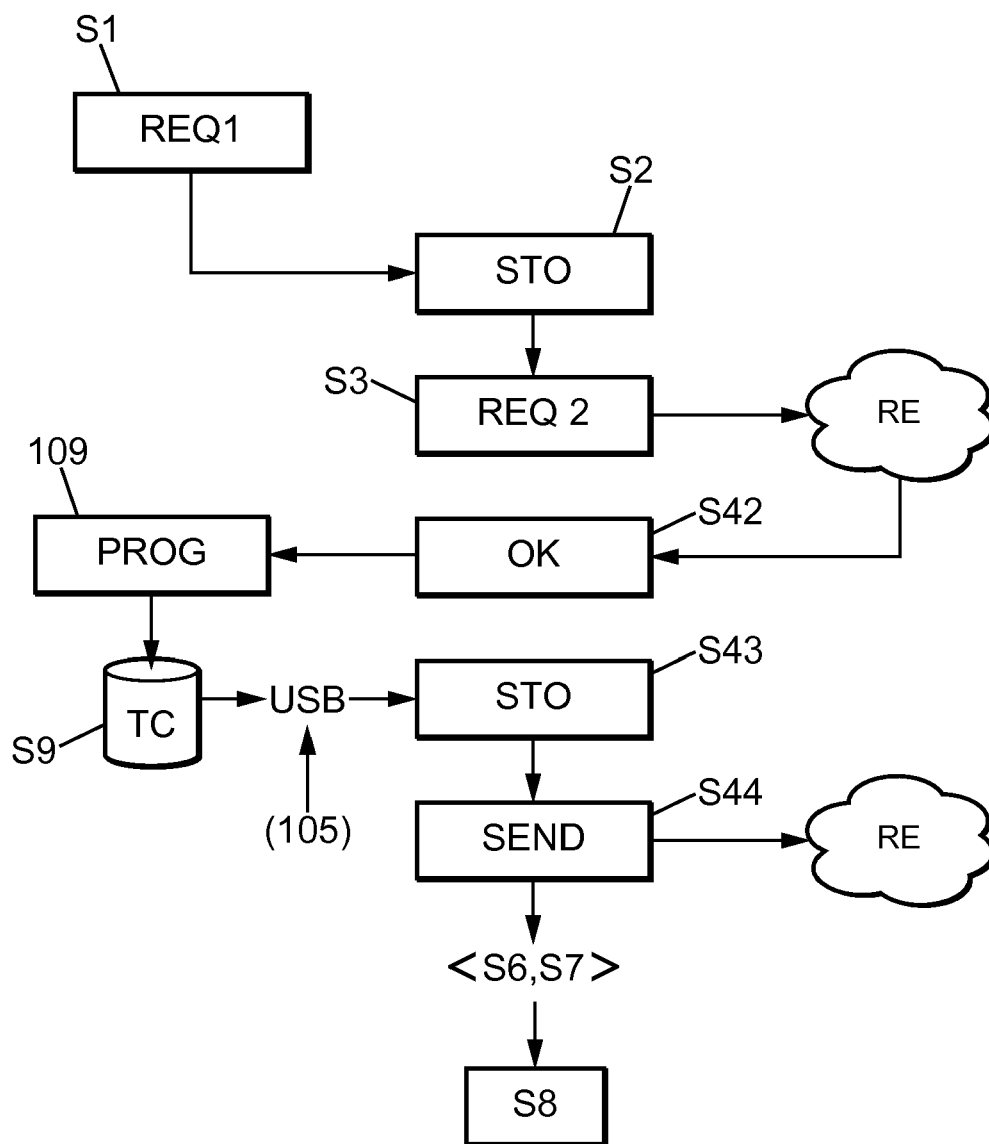 S1
REQ1
S2
STO
S3
REQ 2
RE
109
S42
PROG
OK
S43
STO
TC
USB
S9
S44
(105)
SEND
RE
<S6,S7>
S8